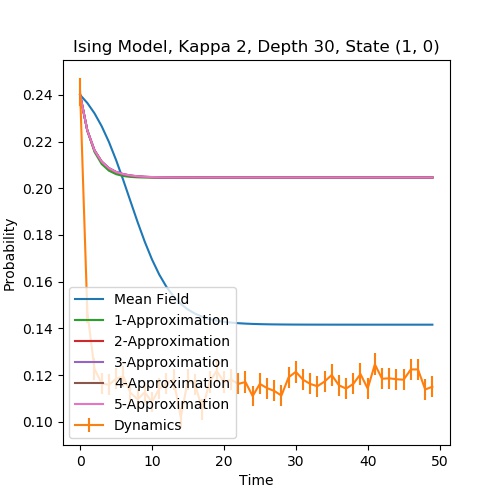 Ising Model, Kappa 2, Depth 30, State (1, 0)
0.24
0.22
0.20
0.18
0.16
0.14
0.12
0.10
Probability
Mean Field
1-Approximation
2-Approximation
3-Approximation
4-Approximation
5-Approximation
Dynamics
0 10 20 30 40 50
Time